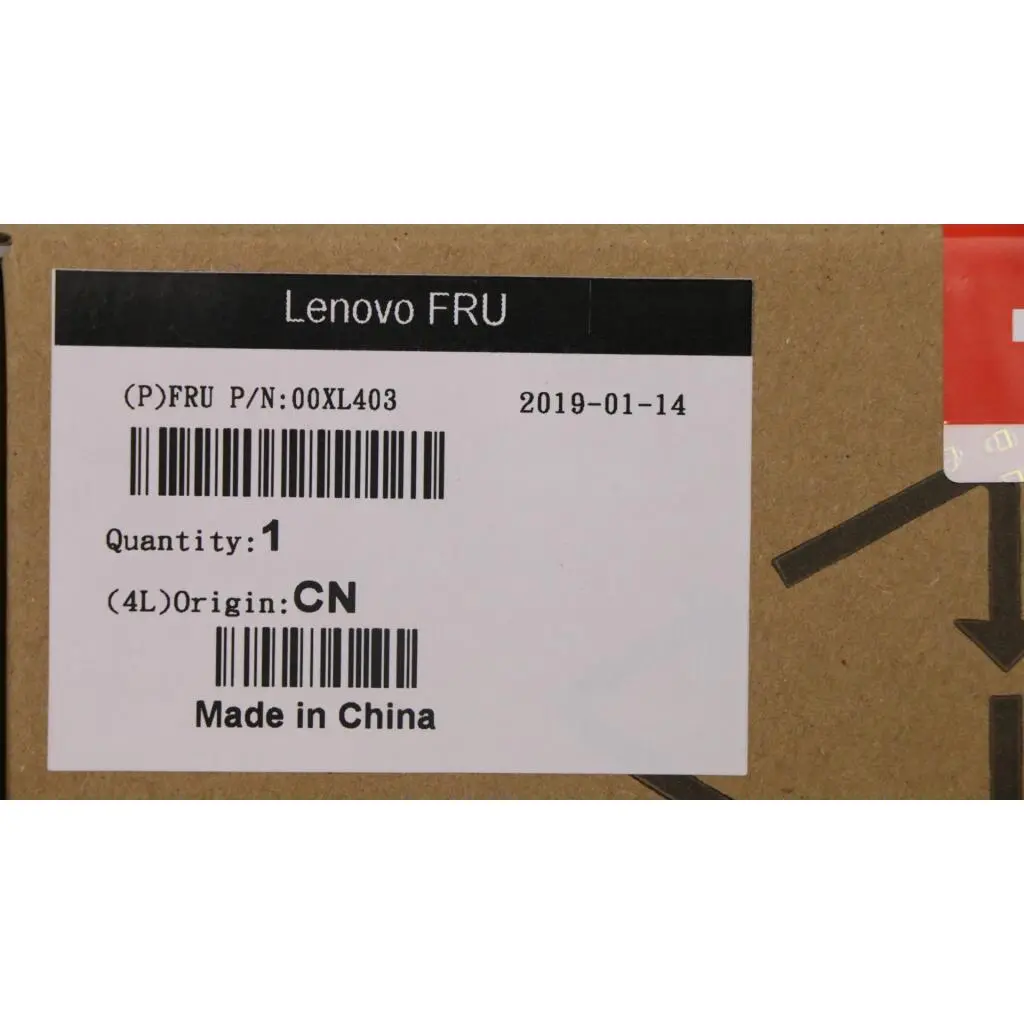 Lenovo FRU
(P)FRU P/N:00XL403 2019-01-14
Quantity:1
(4L)Origin:CN
Made in China